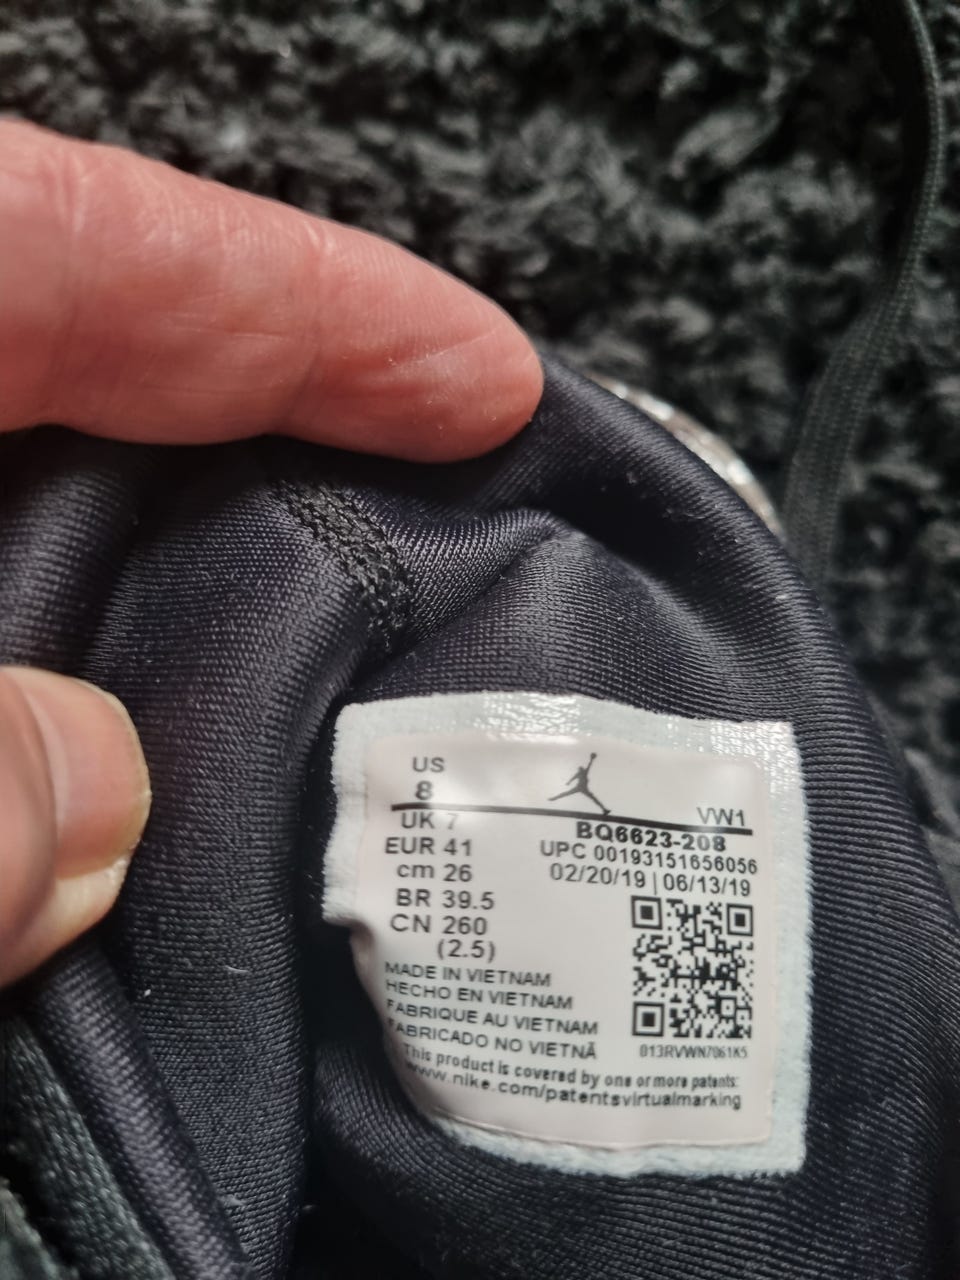 US
8
UK 7
EUR 41
cm 26
BR 39.5
CN 260
(2.5)
VW1
BQ6623-208
UPC 00193151656056
02/20/19 | 06/13/19
MADE IN VIETNAM
HECHO EN VIETNAM
FABRIQUE AU VIETNAM
FABRICADO NO VIETNÃ
013RVWN7061K5
This product is covered by one or more patents:
www.nike.com/patentsvirtualmarking